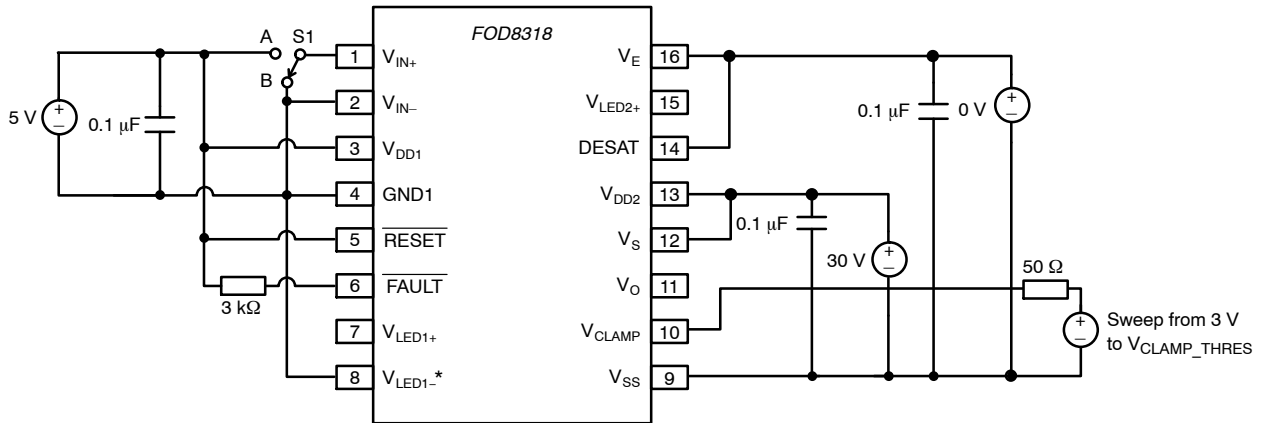 FOD8318
A
S1
B
5 V
0.1 μF
3 kΩ
1 V_IN+
2 V_IN–
3 V_DD1
4 GND1
5 RESET
6 FAULT
7 V_LED1+
8 V_LED1–*
V_E 16
V_LED2+ 15
DESAT 14
V_DD2 13
V_S 12
V_O 11
V_CLAMP 10
V_SS 9
0.1 μF
0 V
0.1 μF
30 V
50 Ω
Sweep from 3 V
to V_CLAMP_THRES
+
–
+
–
+
–
+
–